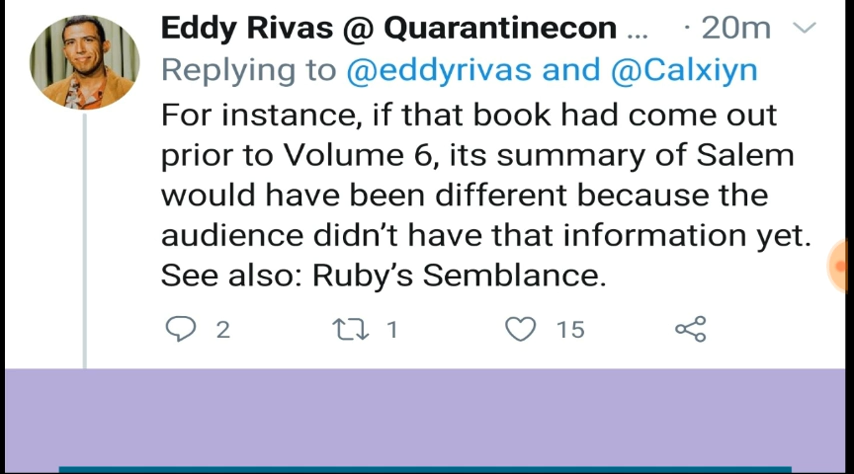 Eddy Rivas @ Quarantinecon ... · 20m
Replying to @eddyrivas and @Calxiyn
For instance, if that book had come out
prior to Volume 6, its summary of Salem
would have been different because the
audience didn’t have that information yet.
See also: Ruby’s Semblance.
2 1 15